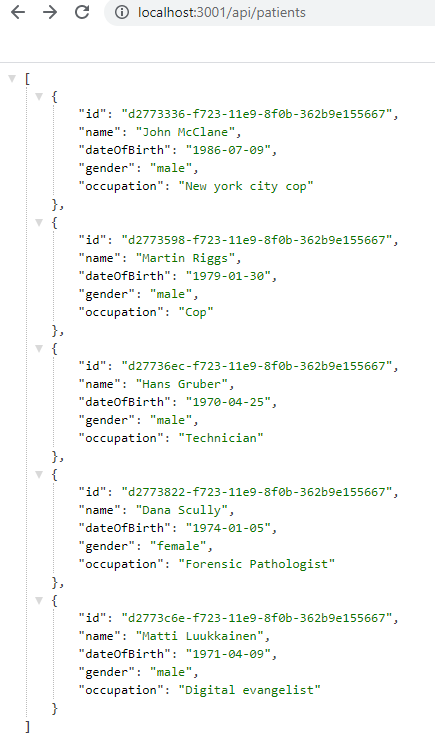 localhost:3001/api/patients
[
{
"id": "d2773336-f723-11e9-8f0b-362b9e155667",
"name": "John McClane",
"dateOfBirth": "1986-07-09",
"gender": "male",
"occupation": "New york city cop"
},
{
"id": "d2773598-f723-11e9-8f0b-362b9e155667",
"name": "Martin Riggs",
"dateOfBirth": "1979-01-30",
"gender": "male",
"occupation": "Cop"
},
{
"id": "d27736ec-f723-11e9-8f0b-362b9e155667",
"name": "Hans Gruber",
"dateOfBirth": "1970-04-25",
"gender": "male",
"occupation": "Technician"
},
{
"id": "d2773822-f723-11e9-8f0b-362b9e155667",
"name": "Dana Scully",
"dateOfBirth": "1974-01-05",
"gender": "female",
"occupation": "Forensic Pathologist"
},
{
"id": "d2773c6e-f723-11e9-8f0b-362b9e155667",
"name": "Matti Luukkainen",
"dateOfBirth": "1971-04-09",
"gender": "male",
"occupation": "Digital evangelist"
}
]